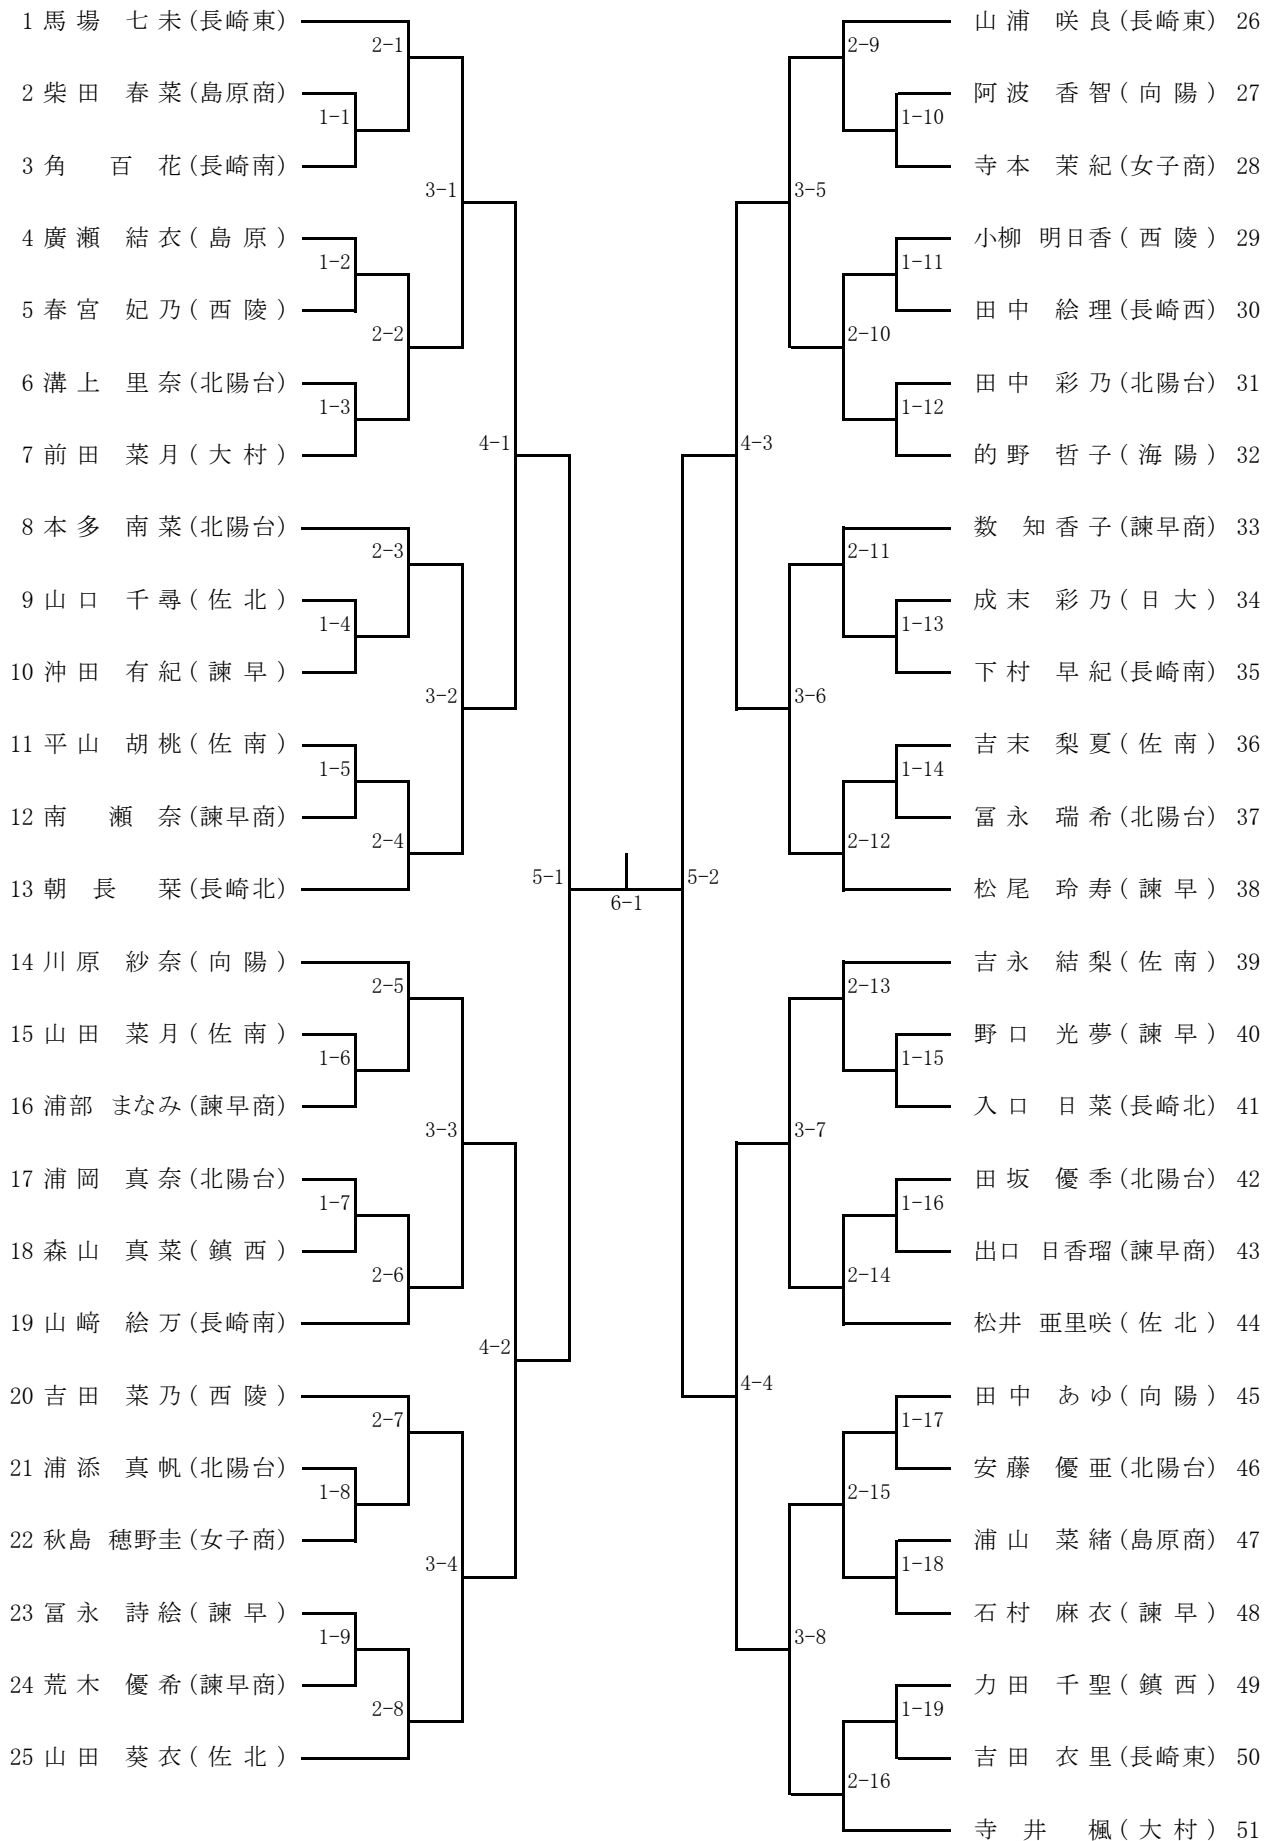 1 馬場 七未 (長崎東)
2-1
2 柴田 春菜 (島原商)
1-1
3 角 百花 (長崎南)
3-1
4 廣瀬 結衣 (島原)
1-2
5 春宮 妃乃 (西陵)
2-2
6 溝上 里奈 (北陽台)
1-3
7 前田 菜月 (大村)
4-1
8 本多 南菜 (北陽台)
2-3
9 山口 千尋 (佐北)
1-4
10 沖田 有紀 (諫早)
3-2
11 平山 胡桃 (佐南)
1-5
12 南 瀬奈 (諫早商)
2-4
13 朝長 栞 (長崎北)
5-1
14 川原 紗奈 (向陽)
2-5
15 山田 菜月 (佐南)
1-6
16 浦部 まなみ (諫早商)
3-3
17 浦岡 真奈 (北陽台)
1-7
18 森山 真菜 (鎮西)
2-6
19 山﨑 絵万 (長崎南)
4-2
20 吉田 菜乃 (西陵)
2-7
21 浦添 真帆 (北陽台)
1-8
22 秋島 穂野圭 (女子商)
3-4
23 冨永 詩絵 (諫早)
1-9
24 荒木 優希 (諫早商)
2-8
25 山田 葵衣 (佐北)
6-1
山浦 咲良 (長崎東) 26
2-9
阿波 香智 (向陽) 27
1-10
寺本 茉紀 (女子商) 28
3-5
小柳 明日香 (西陵) 29
1-11
田中 絵理 (長崎西) 30
2-10
田中 彩乃 (北陽台) 31
1-12
的野 哲子 (海陽) 32
4-3
数 知香子 (諫早商) 33
2-11
成末 彩乃 (日大) 34
1-13
下村 早紀 (長崎南) 35
3-6
吉末 梨夏 (佐南) 36
1-14
冨永 瑞希 (北陽台) 37
2-12
松尾 玲寿 (諫早) 38
5-2
吉永 結梨 (佐南) 39
2-13
野口 光夢 (諫早) 40
1-15
入口 日菜 (長崎北) 41
3-7
田坂 優季 (北陽台) 42
1-16
出口 日香瑠 (諫早商) 43
2-14
松井 亜里咲 (佐北) 44
4-4
田中 あゆ (向陽) 45
1-17
安藤 優亜 (北陽台) 46
2-15
浦山 菜緒 (島原商) 47
1-18
石村 麻衣 (諫早) 48
3-8
力田 千聖 (鎮西) 49
1-19
吉田 衣里 (長崎東) 50
2-16
寺井 楓 (大村) 51